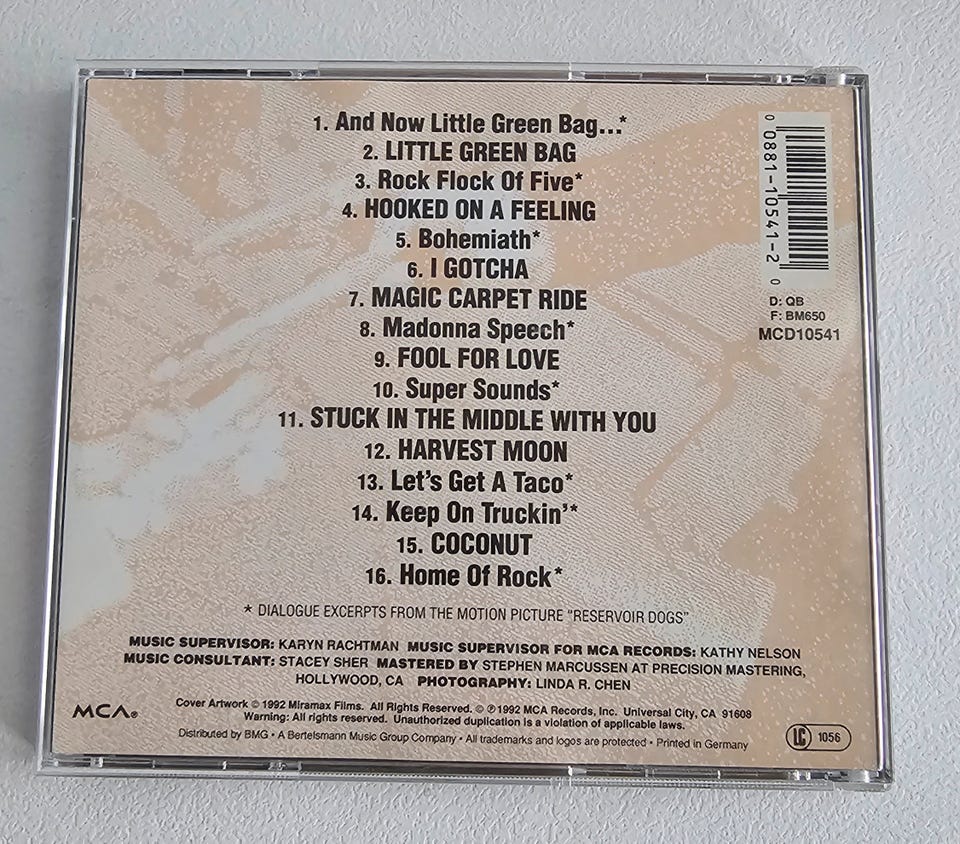 1. And Now Little Green Bag...*
2. LITTLE GREEN BAG
3. Rock Flock Of Five*
4. HOOKED ON A FEELING
5. Bohemiath*
6. I GOTCHA
7. MAGIC CARPET RIDE
8. Madonna Speech*
9. FOOL FOR LOVE
10. Super Sounds*
11. STUCK IN THE MIDDLE WITH YOU
12. HARVEST MOON
13. Let's Get A Taco*
14. Keep On Truckin'*
15. COCONUT
16. Home Of Rock*
* DIALOGUE EXCERPTS FROM THE MOTION PICTURE "RESERVOIR DOGS"
MUSIC SUPERVISOR: KARYN RACHTMAN MUSIC SUPERVISOR FOR MCA RECORDS: KATHY NELSON
MUSIC CONSULTANT: STACEY SHER MASTERED BY STEPHEN MARCUSSEN AT PRECISION MASTERING,
HOLLYWOOD, CA PHOTOGRAPHY: LINDA R. CHEN
Cover Artwork © 1992 Miramax Films. All Rights Reserved. © ℗ 1992 MCA Records, Inc. Universal City, CA 91608
Warning: All rights reserved. Unauthorized duplication is a violation of applicable laws.
Distributed by BMG • A Bertelsmann Music Group Company • All trademarks and logos are protected • Printed in Germany
MCA®
LC 1056
0 0881-10541-2 0
D: QB
F: BM650
MCD10541